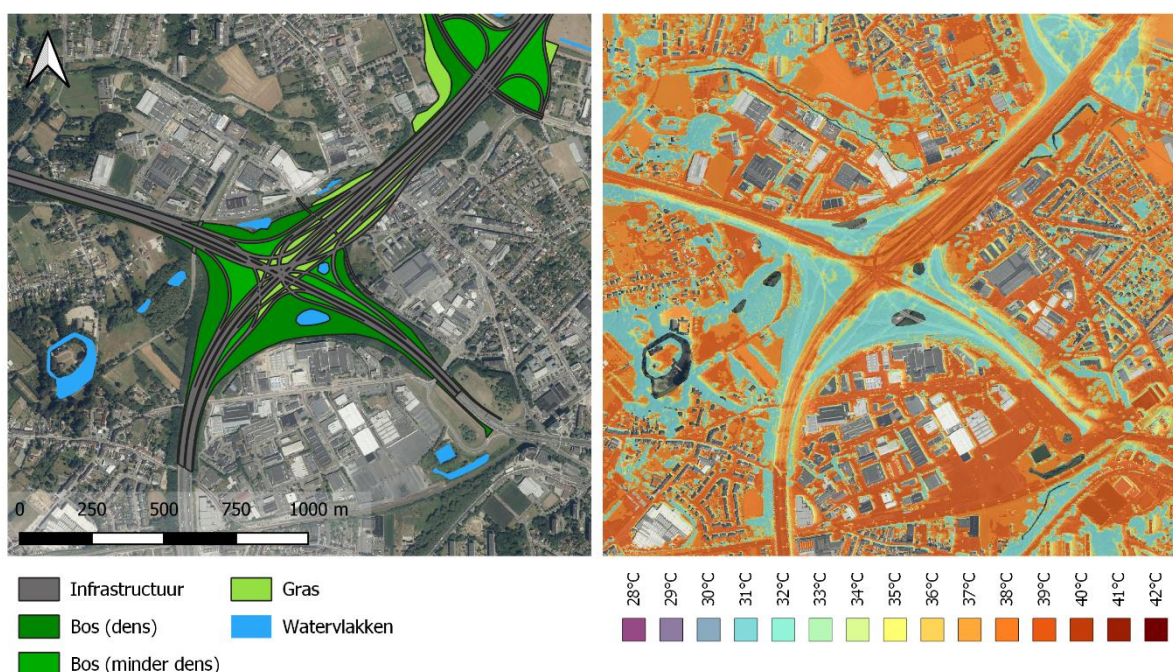 0 250 500 750 1000 m
Infrastructuur
Gras
Bos (dens)
Watervlakken
Bos (minder dens)
28°C
29°C
30°C
31°C
32°C
33°C
34°C
35°C
36°C
37°C
38°C
39°C
40°C
41°C
42°C